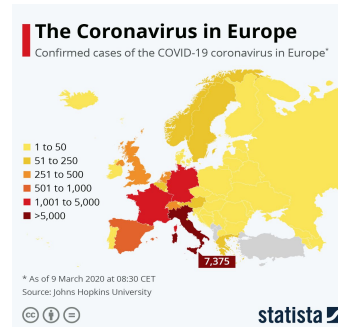 The Coronavirus in Europe
Confirmed cases of the COVID-19 coronavirus in Europe*
1 to 50
51 to 250
251 to 500
501 to 1,000
1,001 to 5,000
>5,000
7,375
* As of 9 March 2020 at 08:30 CET
Source: Johns Hopkins University
cc
statista